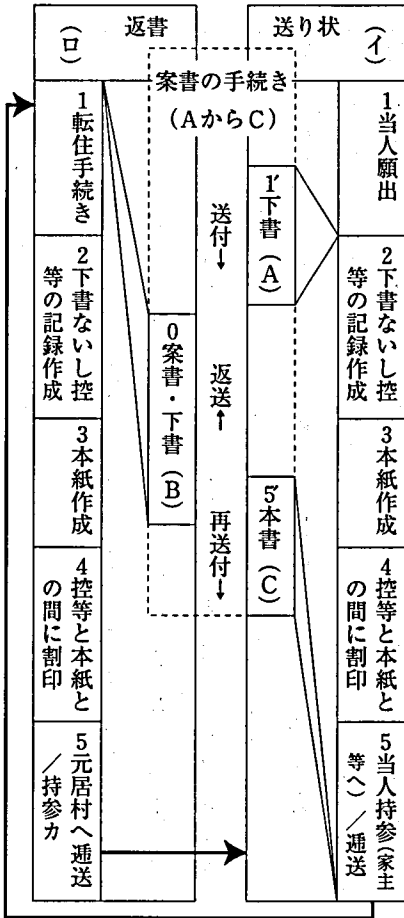 送り状
(イ)
1当人願出
2下書ないし控
等の記録作成
3本紙作成
4控等と本紙と
の間に割印
5当人持参(家主
等へ)/逓送
案書の手続き
(AからC)
1′下書(A)
5′本書(C)
送付→
返送←
再送付→
0案書・下書(B)
返書
(ロ)
1転住手続き
2下書ないし控
等の記録作成
3本紙作成
4控等と本紙と
の間に割印
5元居村へ逓送
/持参カ